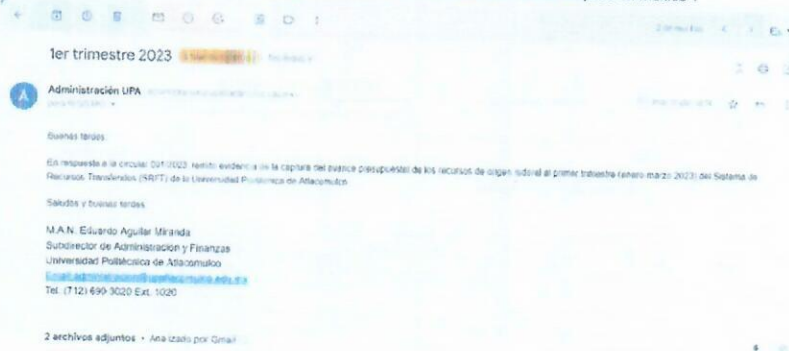 1er trimestre 2023
Administración UPA
Buenas tardes.
En respuesta a la circular 001/2023, remito evidencia de la captura del avance presupuestal de los recursos de origen federal al primer trimestre (enero-marzo 2023) del Sistema de
Recursos Transferidos (SRFT) de la Universidad Politécnica de Atlacomulco
Saludos y buenas tardes
M.A.N. Eduardo Aguilar Miranda
Subdirector de Administración y Finanzas
Universidad Politécnica de Atlacomulco
Tel. (712) 690 3020 Ext. 1020
2 archivos adjuntos • Analizado por Gmail